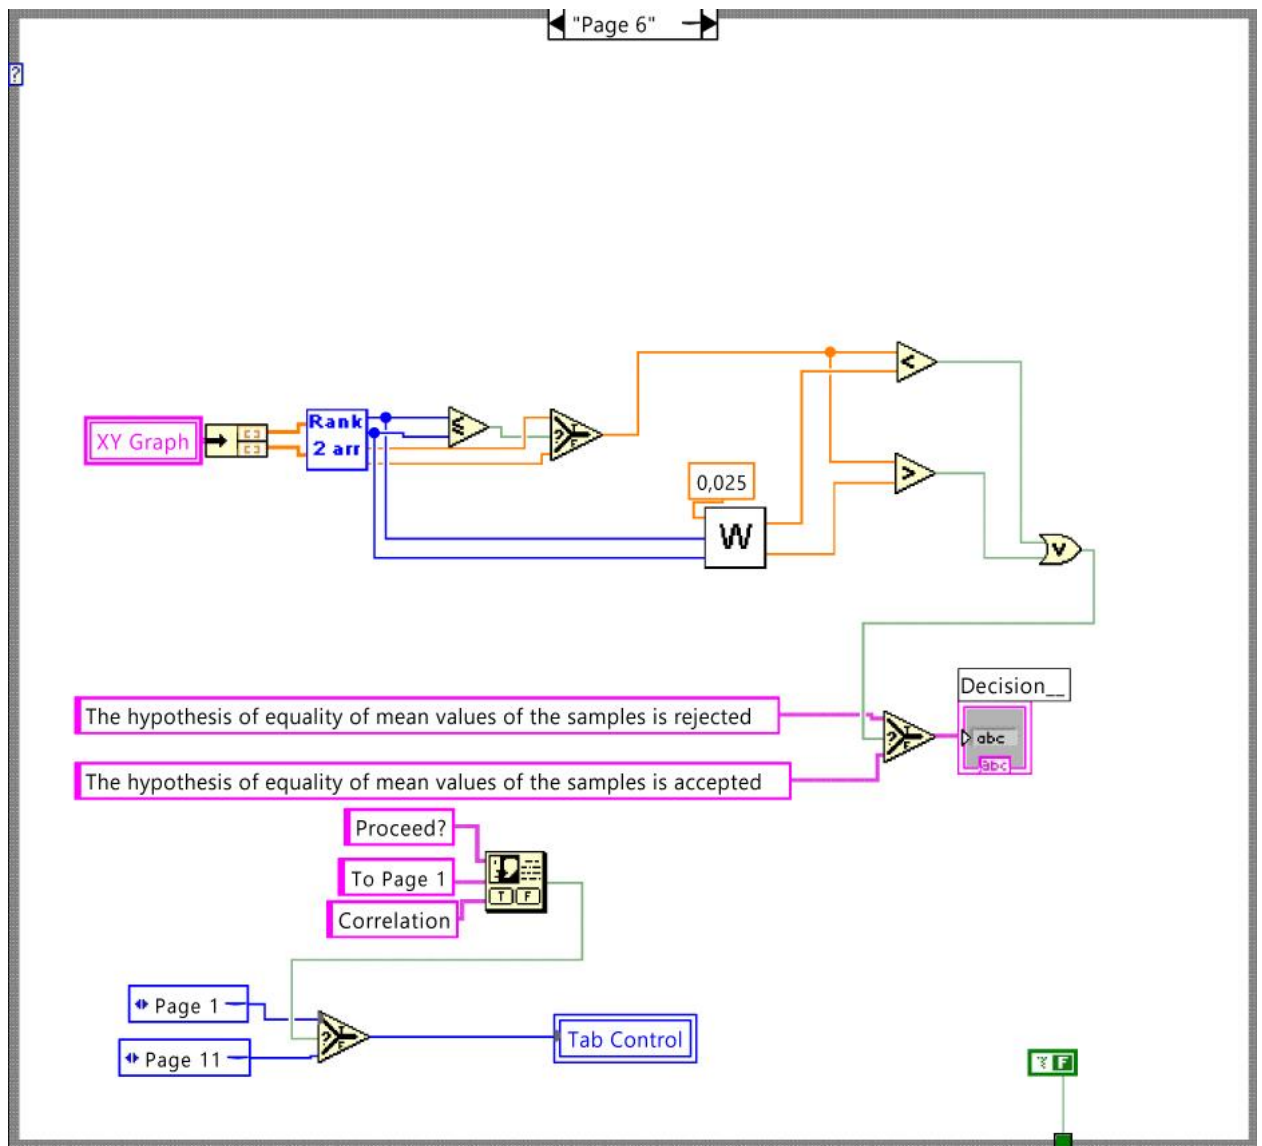 "Page 6"
?
XY Graph
Rank
2 arr
≤
?
T
F
<
>
0,025
W
V
The hypothesis of equality of mean values of the samples is rejected
The hypothesis of equality of mean values of the samples is accepted
?
T
F
Decision__
abc
abc
Proceed?
To Page 1
Correlation
T F
Page 1
Page 11
?
T
F
Tab Control
F